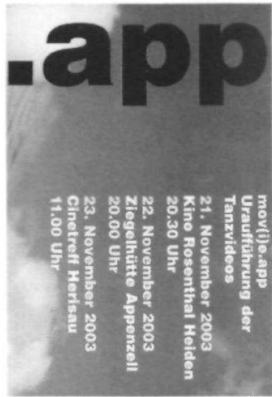 .app
mov(i)e.app
Uraufführung der
Tanzvideos
21. November 2003
Kino Rosenthal Heiden
20.30 Uhr
22. November 2003
Ziegelhütte Appenzell
20.00 Uhr
23. November 2003
Cinetreff Herisau
11.00 Uhr